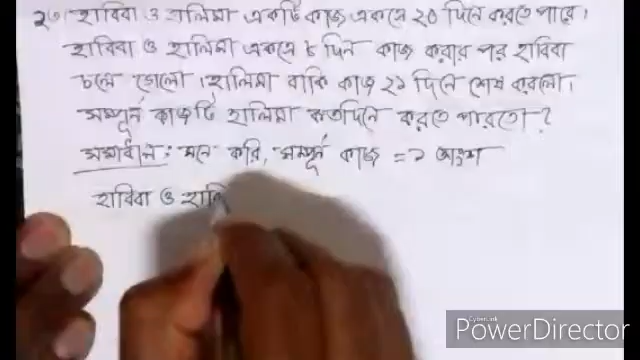 ২৩। হাবিবা ও হালিমা একটি কাজ একত্রে ২০ দিনে করতে পারে।
হাবিবা ও হালিমা একত্রে ৮ দিন কাজ করার পর হাবিবা
চলে গেলো। হালিমা বাকি কাজ ২১ দিনে শেষ করলো।
সম্পূর্ন কাজটি হালিমা কতদিনে করতে পারতো?
সমাধান: মনে করি, সম্পূর্ন কাজ = ১ অংশ
হাবিবা ও হালি
CyberLink
PowerDirector